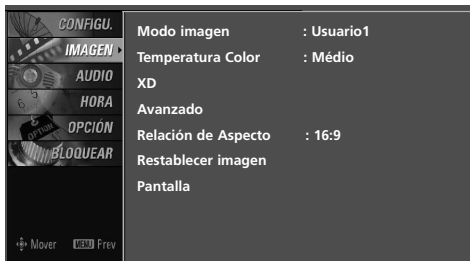 CONFIGU.
IMAGEN
AUDIO
HORA
OPCIÓN
BLOQUEAR
Mover MENU Prev
Modo imagen : Usuario1
Temperatura Color : Médio
XD
Avanzado
Relación de Aspecto : 16:9
Restablecer imagen
Pantalla